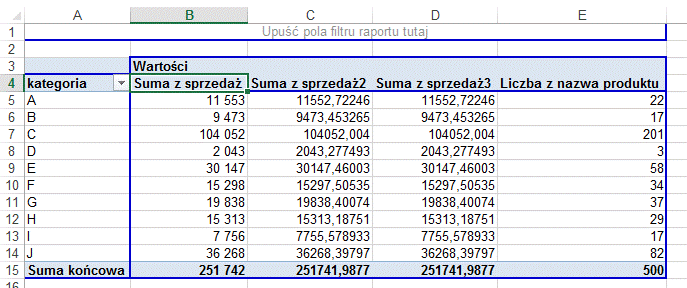 A B C D E
1 Upuść pola filtru raportu tutaj
2
3 Wartości
4 kategoria Suma z sprzedaż Suma z sprzedaż2 Suma z sprzedaż3 Liczba z nazwa produktu
5 A 11 553 11552,72246 11552,72246 22
6 B 9 473 9473,453265 9473,453265 17
7 C 104 052 104052,004 104052,004 201
8 D 2 043 2043,277493 2043,277493 3
9 E 30 147 30147,46003 30147,46003 58
10 F 15 298 15297,50535 15297,50535 34
11 G 19 838 19838,40074 19838,40074 37
12 H 15 313 15313,18751 15313,18751 29
13 I 7 756 7755,578933 7755,578933 17
14 J 36 268 36268,39797 36268,39797 82
15 Suma końcowa 251 742 251741,9877 251741,9877 500
16